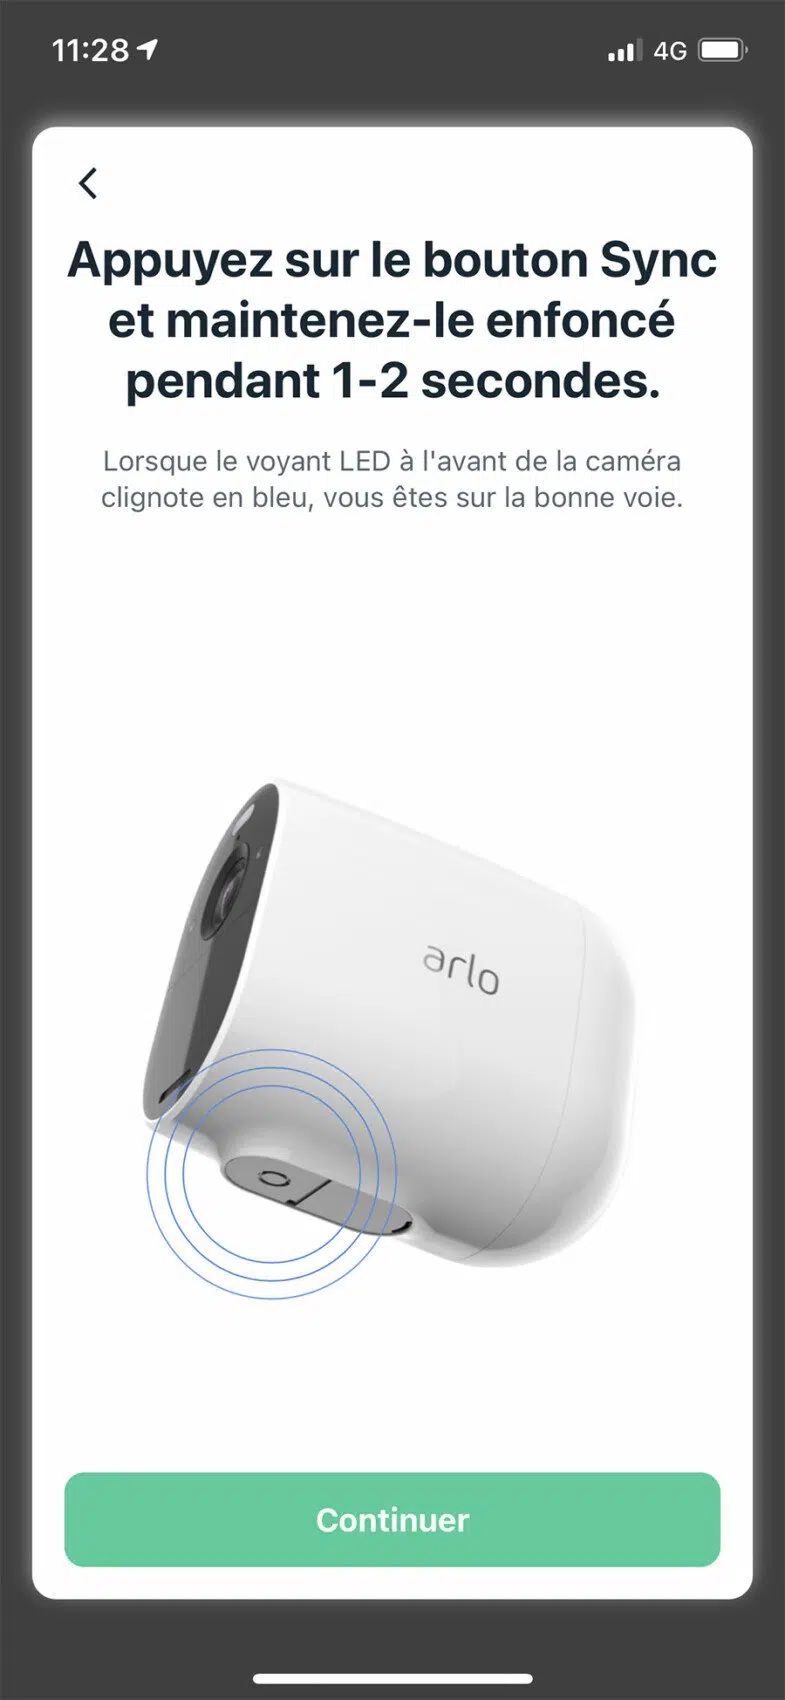 11:28
4G
Appuyez sur le bouton Sync
et maintenez-le enfoncé
pendant 1-2 secondes.
Lorsque le voyant LED à l'avant de la caméra
clignote en bleu, vous êtes sur la bonne voie.
arlo
Continuer